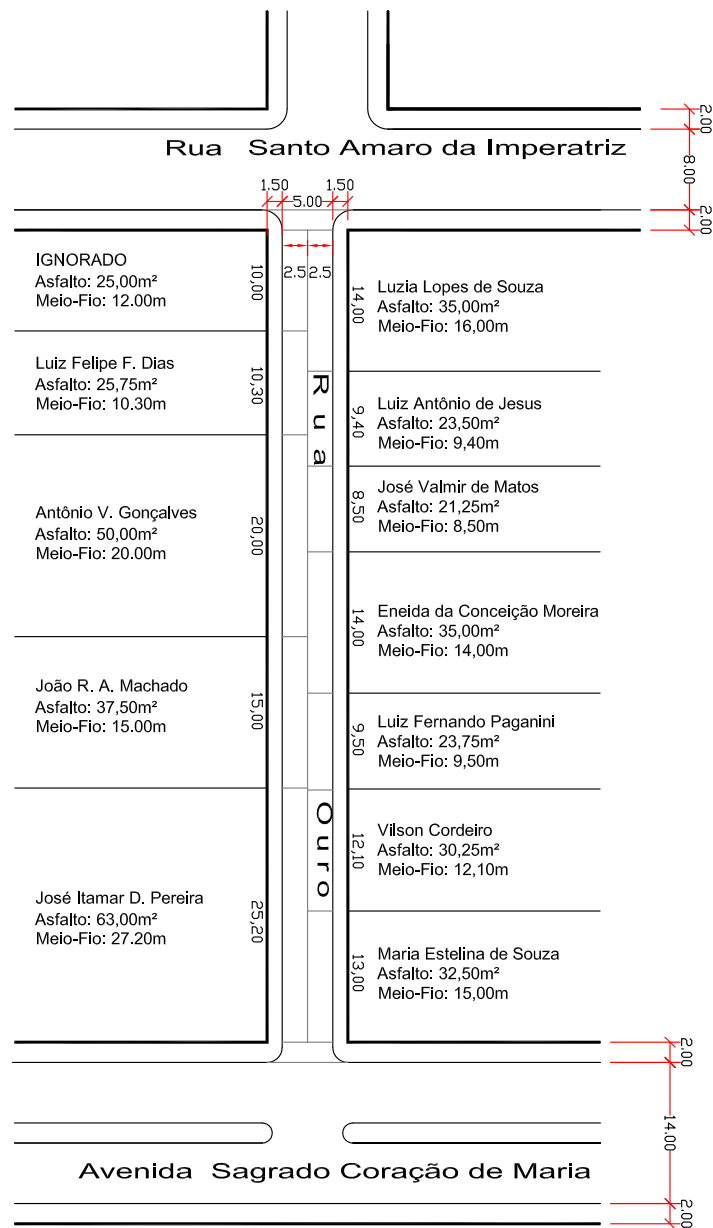 2.00
Rua Santo Amaro da Imperatriz
8.00
1.50 5.00 1.50
2.00
2.5 2.5
IGNORADO
Asfalto: 25,00m²
Meio-Fio: 12.00m
10,00
Luiz Felipe F. Dias
Asfalto: 25,75m²
Meio-Fio: 10.30m
10,30
Antônio V. Gonçalves
Asfalto: 50,00m²
Meio-Fio: 20.00m
20,00
João R. A. Machado
Asfalto: 37,50m²
Meio-Fio: 15.00m
15,00
José Itamar D. Pereira
Asfalto: 63,00m²
Meio-Fio: 27.20m
25,20
Rua Ouro
14,00
Luzia Lopes de Souza
Asfalto: 35,00m²
Meio-Fio: 16,00m
9,40
Luiz Antônio de Jesus
Asfalto: 23,50m²
Meio-Fio: 9,40m
8,50
José Valmir de Matos
Asfalto: 21,25m²
Meio-Fio: 8,50m
14,00
Eneida da Conceição Moreira
Asfalto: 35,00m²
Meio-Fio: 14,00m
9,50
Luiz Fernando Paganini
Asfalto: 23,75m²
Meio-Fio: 9,50m
12,10
Vilson Cordeiro
Asfalto: 30,25m²
Meio-Fio: 12,10m
13,00
Maria Estelina de Souza
Asfalto: 32,50m²
Meio-Fio: 15,00m
2.00
14.00
Avenida Sagrado Coração de Maria
2.00